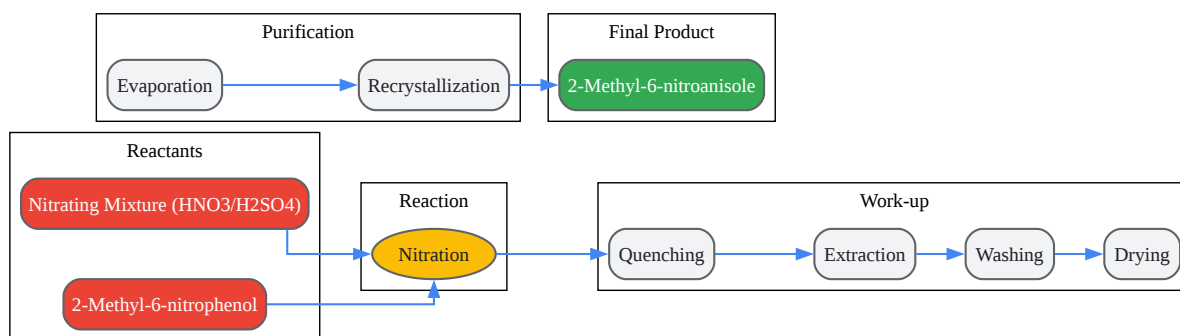 Purification
Evaporation
Recrystallization
Final Product
2-Methyl-6-nitroanisole
Reactants
Nitrating Mixture (HNO3/H2SO4)
2-Methyl-6-nitrophenol
Reaction
Nitration
Work-up
Quenching
Extraction
Washing
Drying